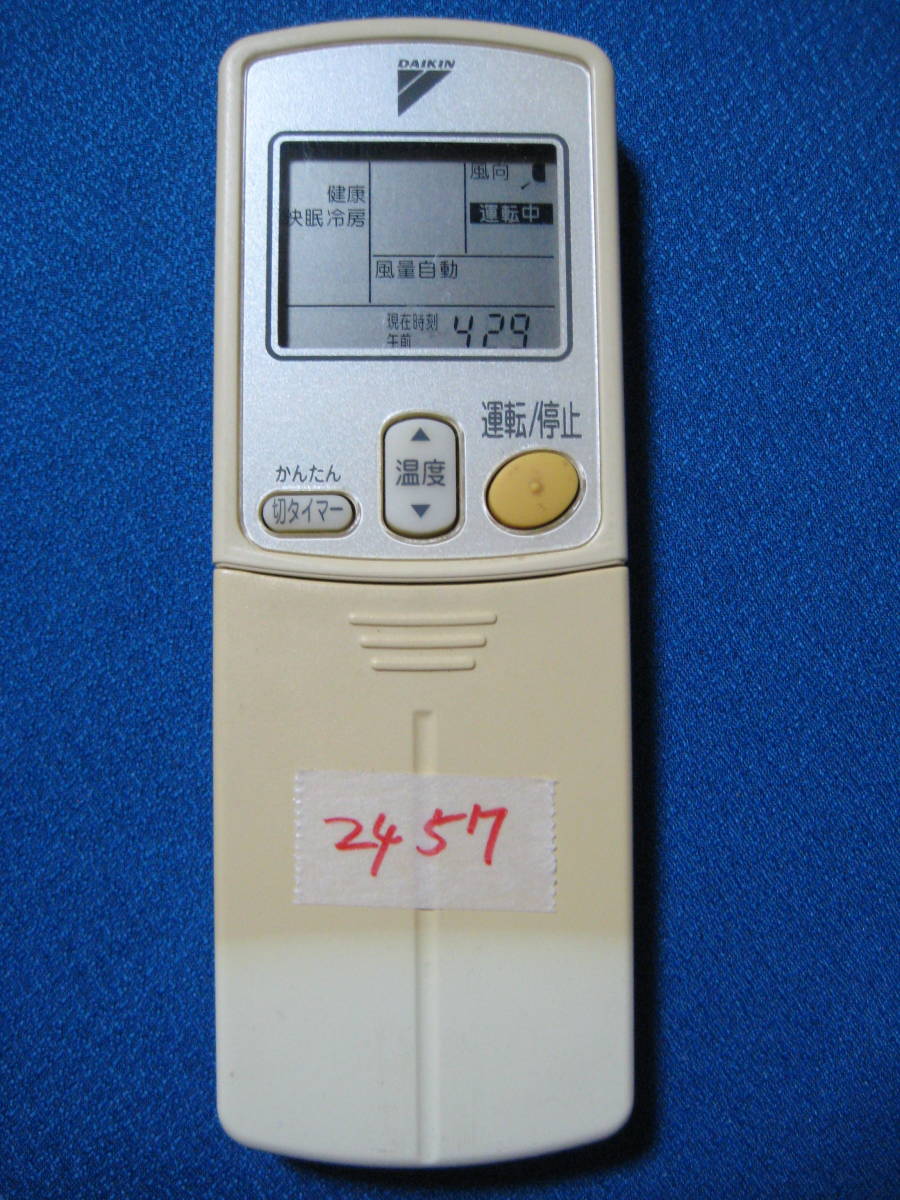 DAIKIN
風向
健康
快眠冷房
運転中
風量自動
現在時刻
午前 4 29
運転/停止
かんたん
温度
切タイマー
2457